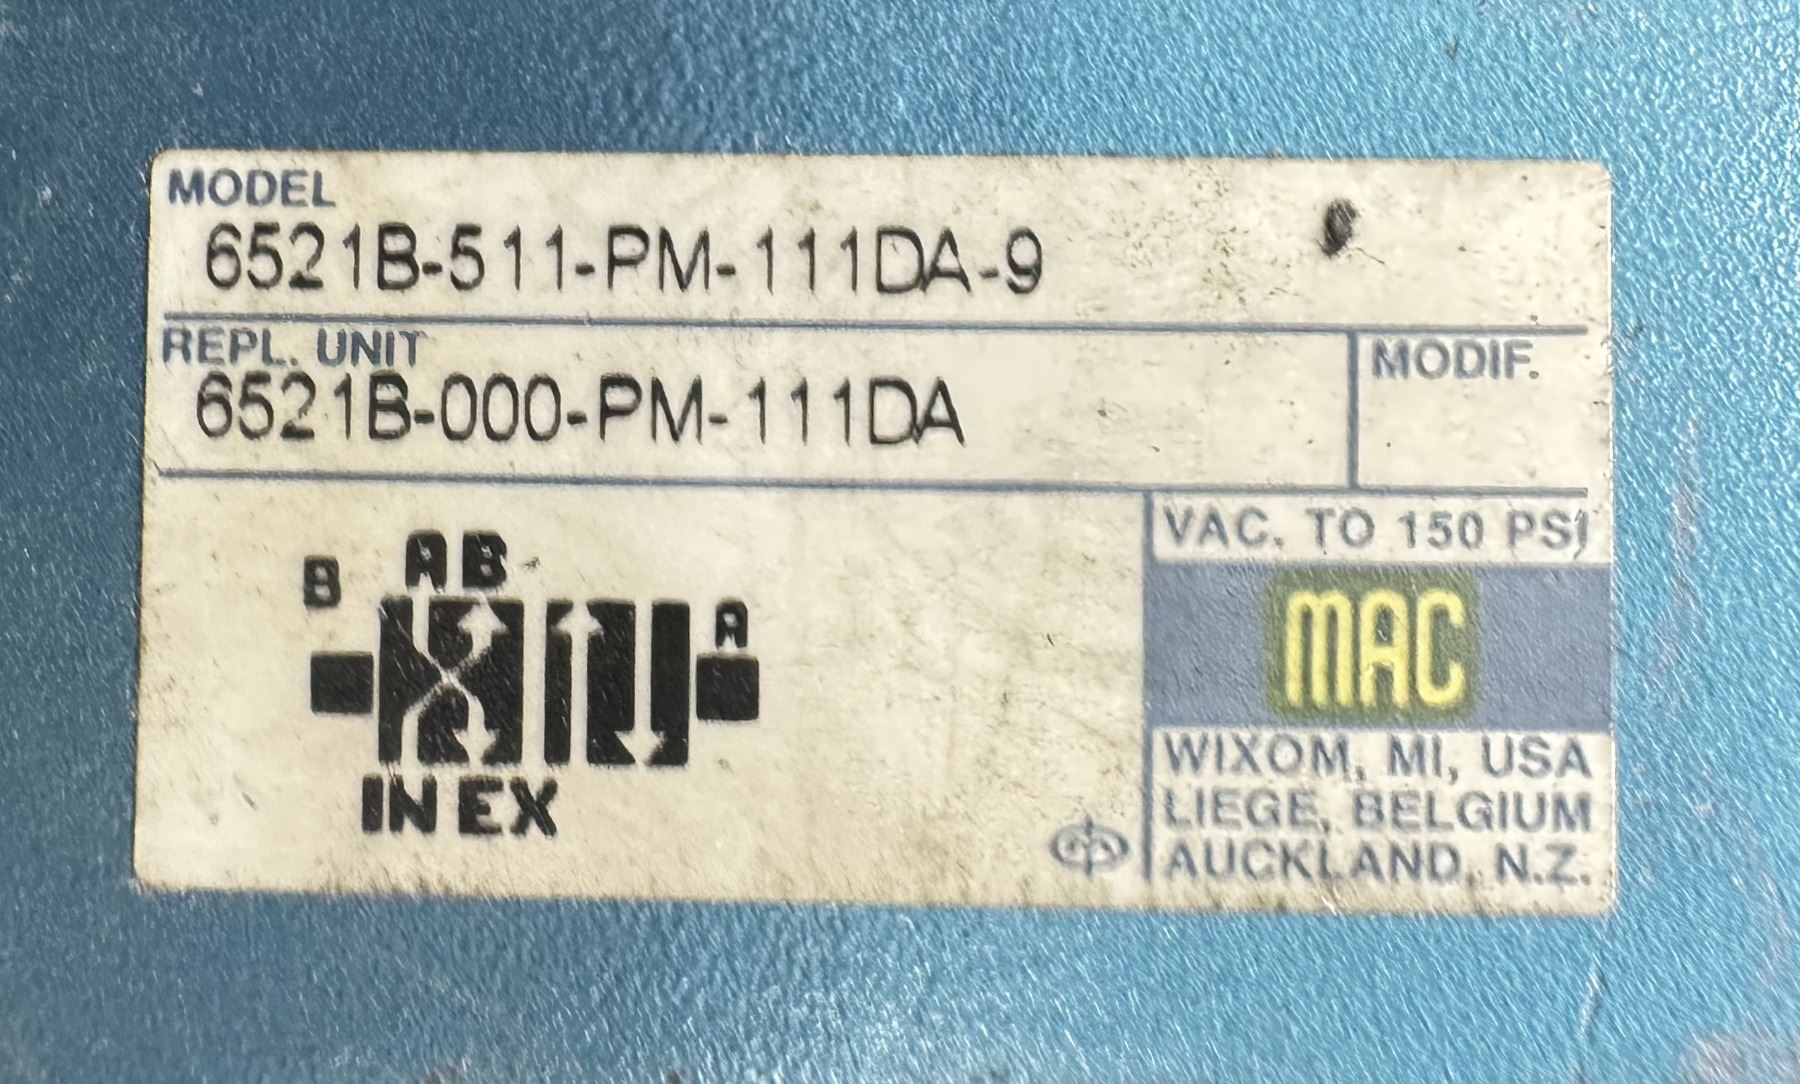 MODEL
6521B-511-PM-111DA-9
REPL. UNIT
6521B-000-PM-111DA
MODIF.
VAC. TO 150 PSI
MAC
WIXOM, MI, USA
LIEGE, BELGIUM
AUCKLAND, N.Z.
A B
B
A
IN EX